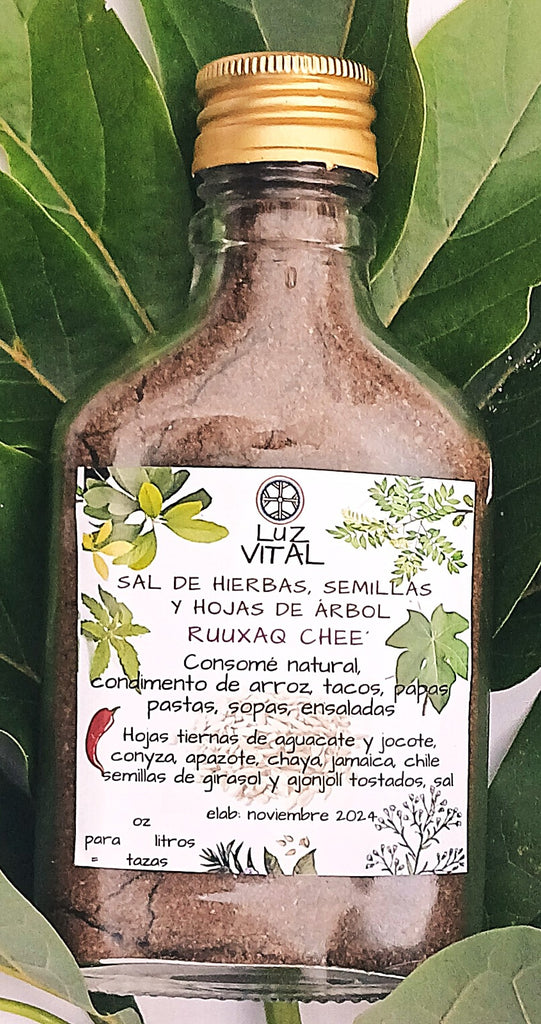 LUZ
VITAL
SAL DE HIERBAS, SEMILLAS
Y HOJAS DE ÁRBOL
RUUXAQ CHEE'
Consomé natural,
condimento de arroz, tacos, papas
pastas, sopas, ensaladas
Hojas tiernas de aguacate y jocote,
conyza, apazote, chaya, jamaica, chile
semillas de girasol y ajonjolí tostados, sal
elab: noviembre 2024
oz
para litros
= tazas